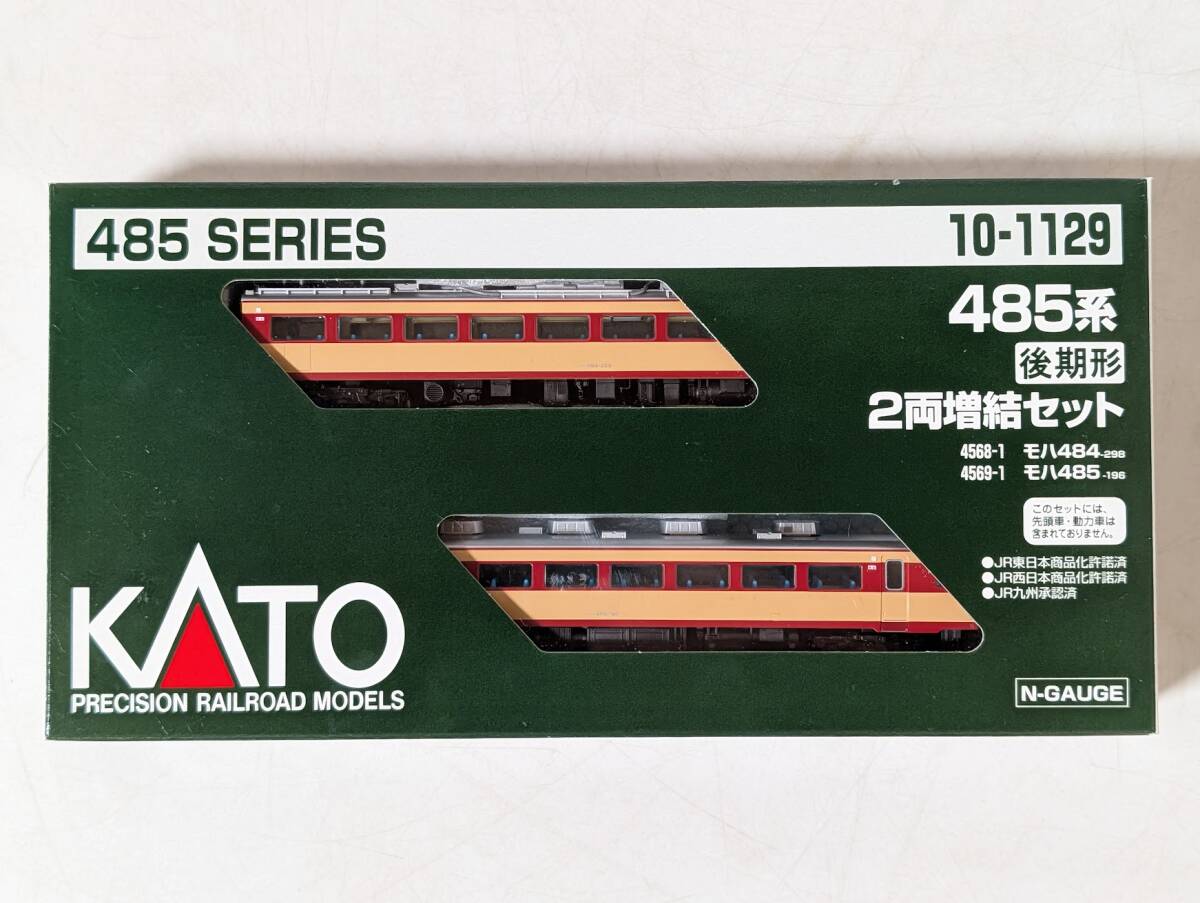 485 SERIES
10-1129
485系
後期形
2両増結セット
4568-1 モハ484-298
4569-1 モハ485-196
このセットには、
先頭車・動力車は
含まれておりません。
●JR東日本商品化許諾済
●JR西日本商品化許諾済
●JR九州承認済
KATO
PRECISION RAILROAD MODELS
N-GAUGE